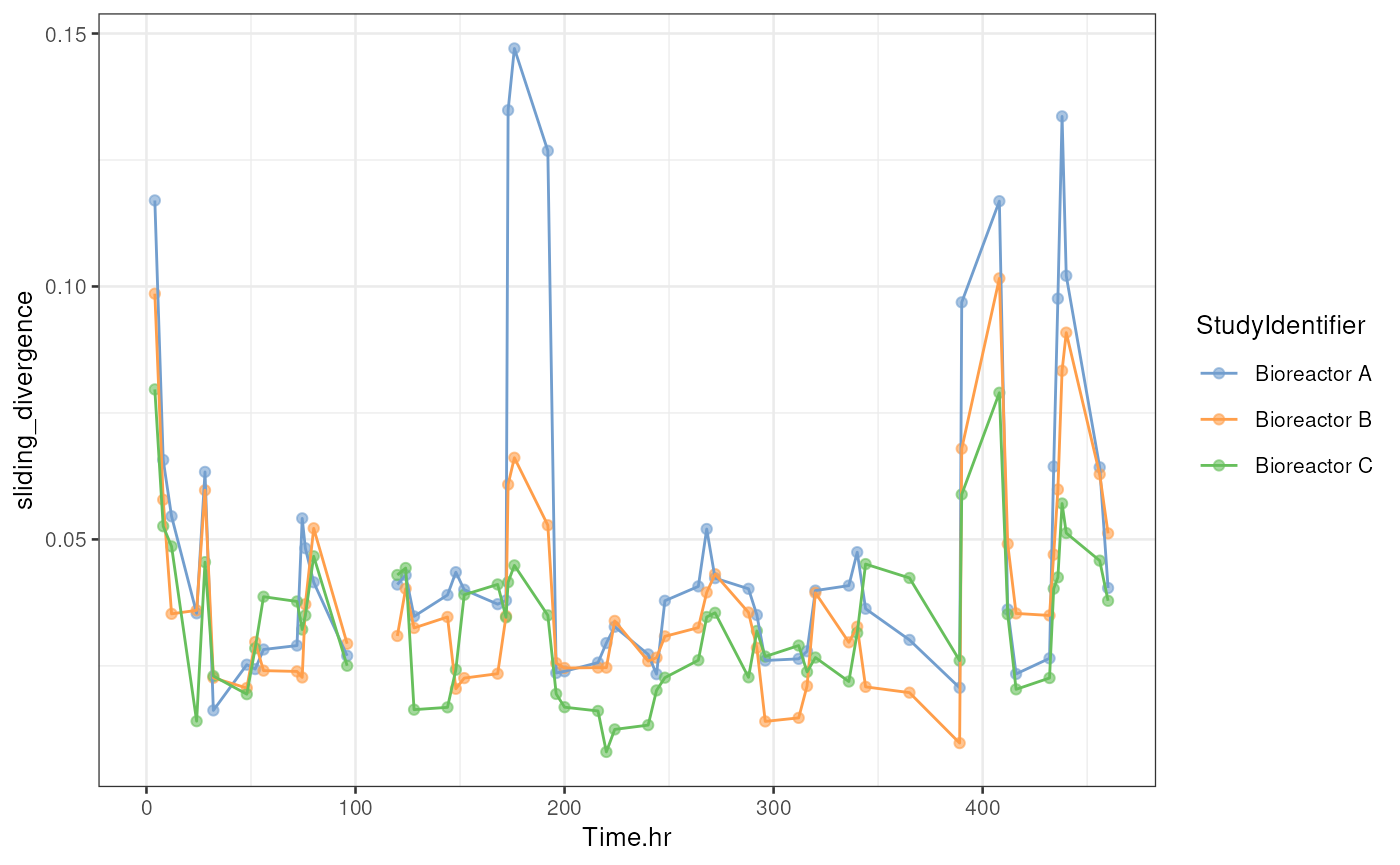 0.15
0.10
0.05
sliding_divergence
0
100
200
300
400
Time.hr
StudyIdentifier
Bioreactor A
Bioreactor B
Bioreactor C